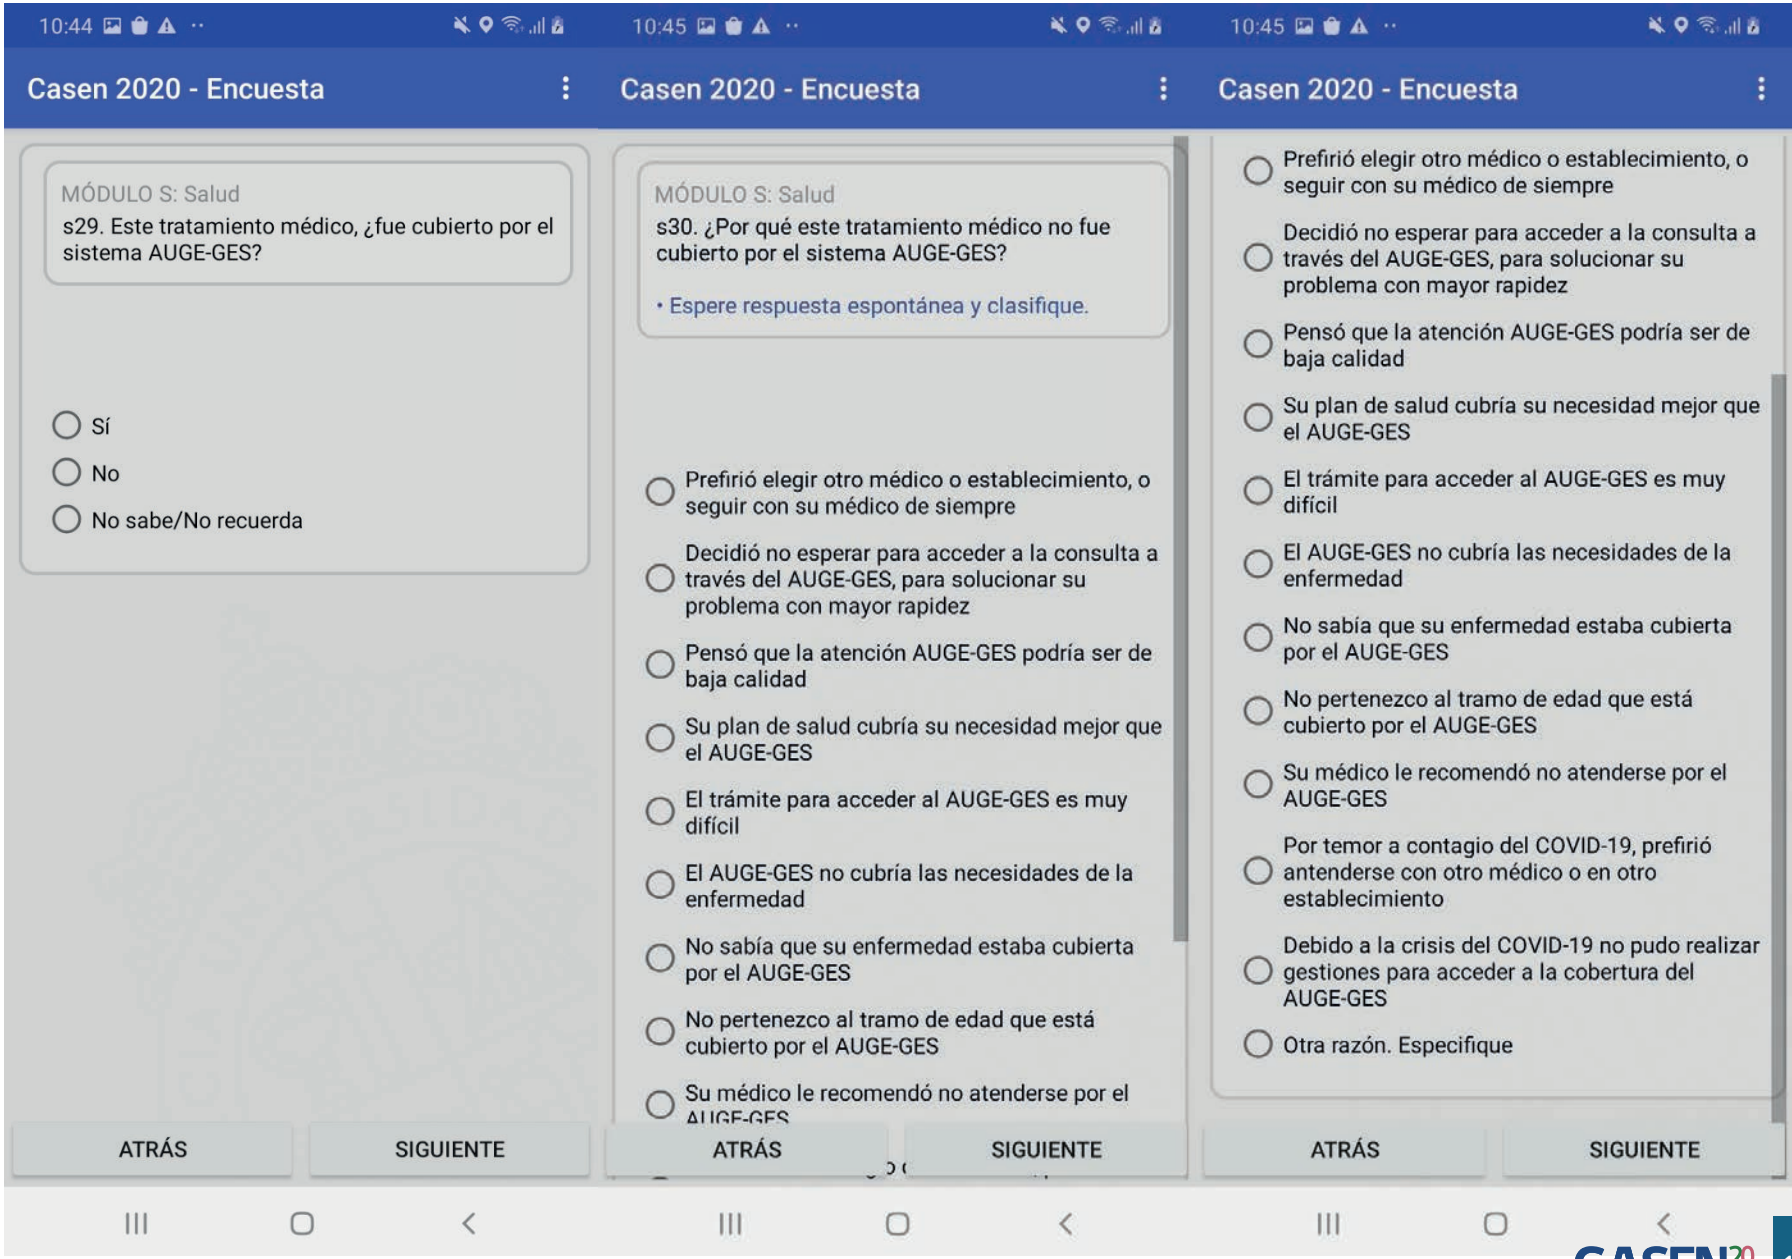 10:44
Casen 2020 - Encuesta
MÓDULO S: Salud
s29. Este tratamiento médico, ¿fue cubierto por el
sistema AUGE-GES?
Sí
No
No sabe/No recuerda
ATRÁS
SIGUIENTE
10:45
Casen 2020 - Encuesta
MÓDULO S: Salud
s30. ¿Por qué este tratamiento médico no fue
cubierto por el sistema AUGE-GES?
• Espere respuesta espontánea y clasifique.
Prefirió elegir otro médico o establecimiento, o
seguir con su médico de siempre
Decidió no esperar para acceder a la consulta a
través del AUGE-GES, para solucionar su
problema con mayor rapidez
Pensó que la atención AUGE-GES podría ser de
baja calidad
Su plan de salud cubría su necesidad mejor que
el AUGE-GES
El trámite para acceder al AUGE-GES es muy
difícil
El AUGE-GES no cubría las necesidades de la
enfermedad
No sabía que su enfermedad estaba cubierta
por el AUGE-GES
No pertenezco al tramo de edad que está
cubierto por el AUGE-GES
Su médico le recomendó no atenderse por el
AUGE-GES
ATRÁS
SIGUIENTE
10:45
Casen 2020 - Encuesta
Prefirió elegir otro médico o establecimiento, o
seguir con su médico de siempre
Decidió no esperar para acceder a la consulta a
través del AUGE-GES, para solucionar su
problema con mayor rapidez
Pensó que la atención AUGE-GES podría ser de
baja calidad
Su plan de salud cubría su necesidad mejor que
el AUGE-GES
El trámite para acceder al AUGE-GES es muy
difícil
El AUGE-GES no cubría las necesidades de la
enfermedad
No sabía que su enfermedad estaba cubierta
por el AUGE-GES
No pertenezco al tramo de edad que está
cubierto por el AUGE-GES
Su médico le recomendó no atenderse por el
AUGE-GES
Por temor a contagio del COVID-19, prefirió
antenderse con otro médico o en otro
establecimiento
Debido a la crisis del COVID-19 no pudo realizar
gestiones para acceder a la cobertura del
AUGE-GES
Otra razón. Especifique
ATRÁS
SIGUIENTE
CASEN20